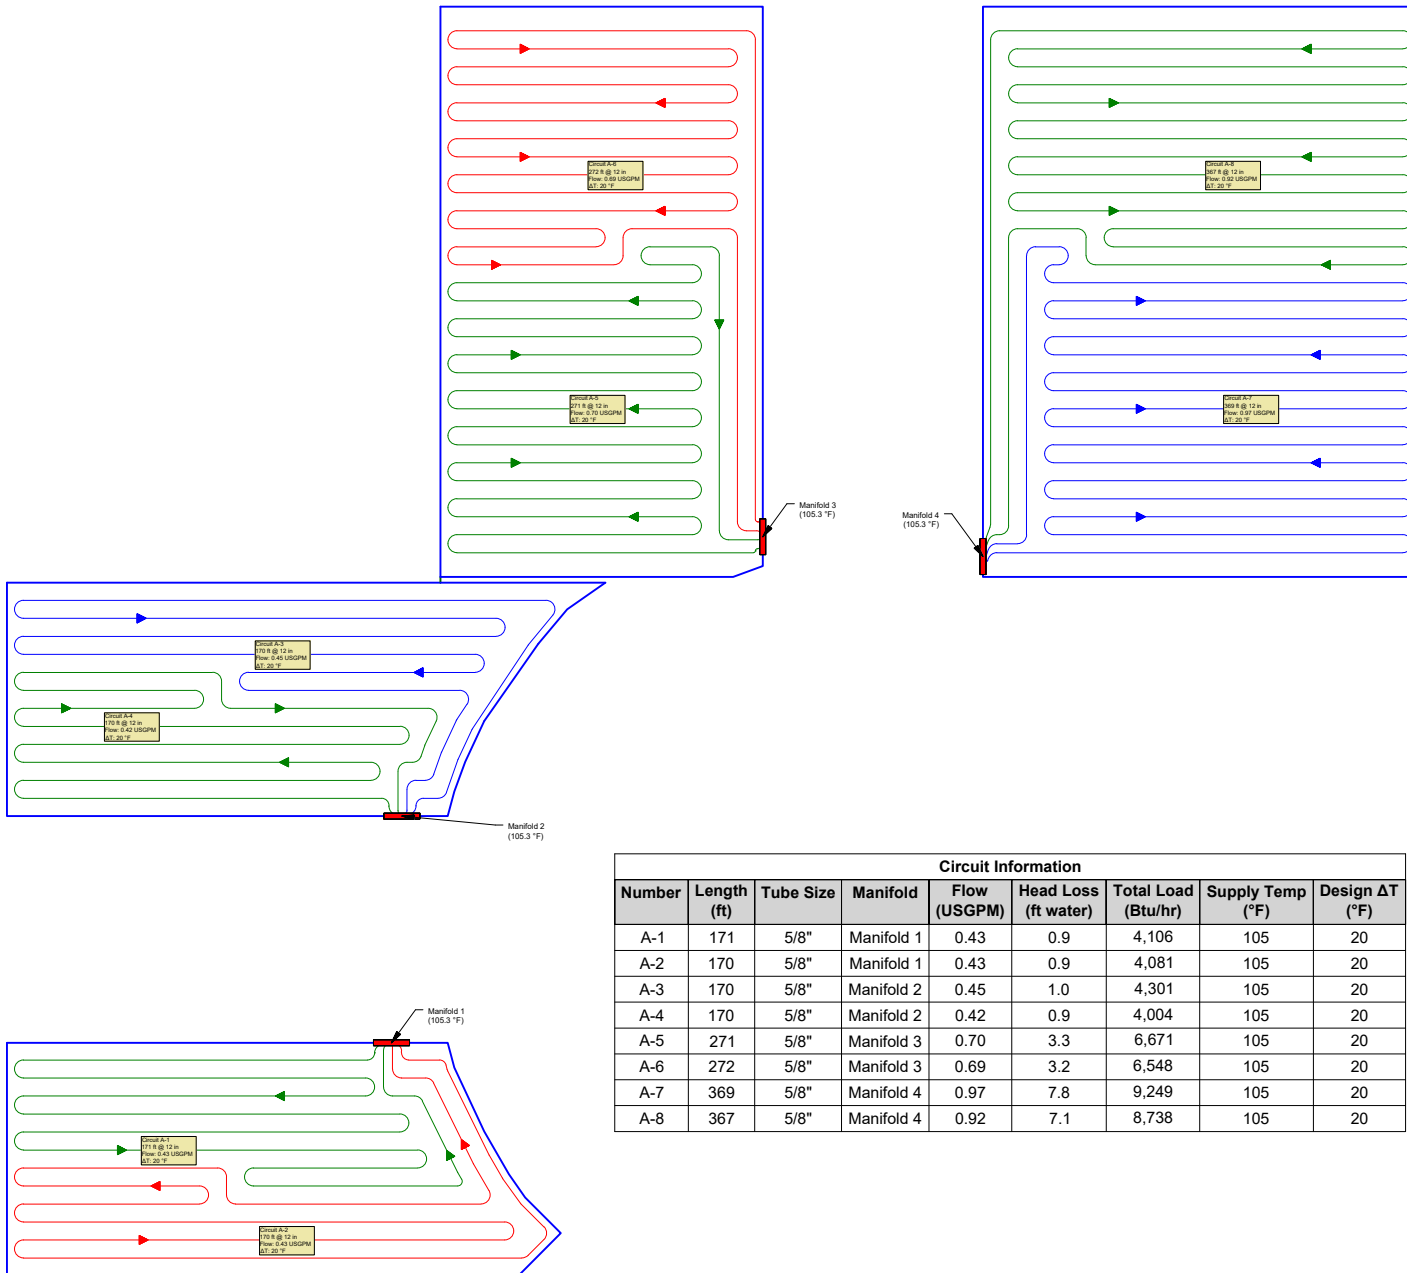 Circuit A-6
272 ft @ 12 in
Flow: 0.69 USGPM
ΔT: 20 °F
Circuit A-8
367 ft @ 12 in
Flow: 0.92 USGPM
ΔT: 20 °F
Circuit A-5
271 ft @ 12 in
Flow: 0.70 USGPM
ΔT: 20 °F
Circuit A-7
369 ft @ 12 in
Flow: 0.97 USGPM
ΔT: 20 °F
Manifold 3
(105.3 °F)
Manifold 4
(105.3 °F)
Circuit A-3
170 ft @ 12 in
Flow: 0.45 USGPM
ΔT: 20 °F
Circuit A-4
170 ft @ 12 in
Flow: 0.42 USGPM
ΔT: 20 °F
Manifold 2
(105.3 °F)
Circuit Information
Number Length (ft) Tube Size Manifold Flow (USGPM) Head Loss (ft water) Total Load (Btu/hr) Supply Temp (°F) Design ΔT (°F)
A-1 171 5/8" Manifold 1 0.43 0.9 4,106 105 20
A-2 170 5/8" Manifold 1 0.43 0.9 4,081 105 20
A-3 170 5/8" Manifold 2 0.45 1.0 4,301 105 20
A-4 170 5/8" Manifold 2 0.42 0.9 4,004 105 20
A-5 271 5/8" Manifold 3 0.70 3.3 6,671 105 20
A-6 272 5/8" Manifold 3 0.69 3.2 6,548 105 20
A-7 369 5/8" Manifold 4 0.97 7.8 9,249 105 20
A-8 367 5/8" Manifold 4 0.92 7.1 8,738 105 20
Manifold 1
(105.3 °F)
Circuit A-1
171 ft @ 12 in
Flow: 0.43 USGPM
ΔT: 20 °F
Circuit A-2
170 ft @ 12 in
Flow: 0.43 USGPM
ΔT: 20 °F